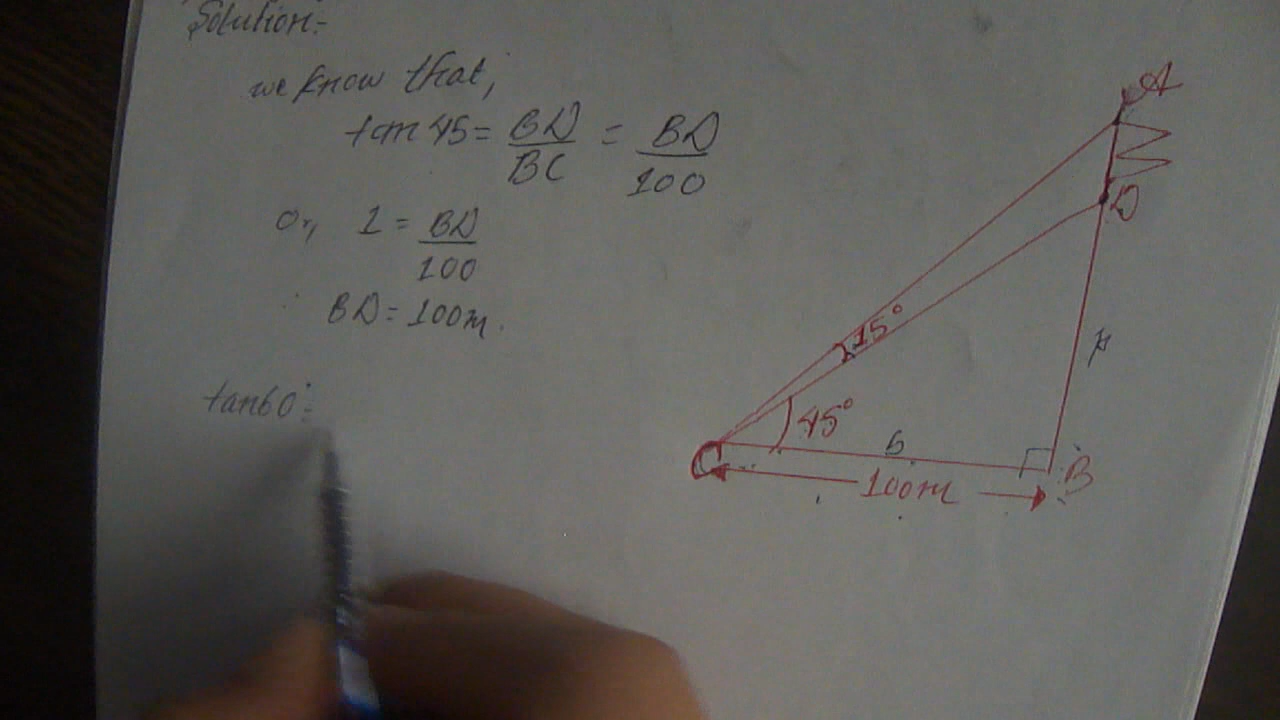 Solution:-
we know that,
tan 45 = BD/BC = BD/100
Or, 1 = BD/100
∴ BD = 100m.
tan60° =
A
D
15°
45°
b
p
C
B
100m